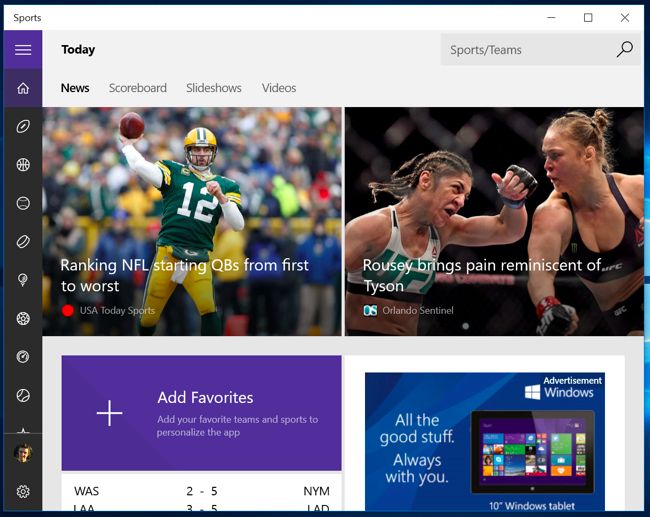 Sports
Today
Sports/Teams
News Scoreboard Slideshows Videos
12
Ranking NFL starting QBs from first
to worst
USA Today Sports
Rousey brings pain reminiscent of
Tyson
OS Orlando Sentinel
UFC
Add Favorites
Add your favorite teams and sports to
personalize the app
WAS 2 - 5 NYM
LAA 3 - 5 LAD
Advertisement
Windows
All the
good stuff.
Always
with you.
10" Windows tablet